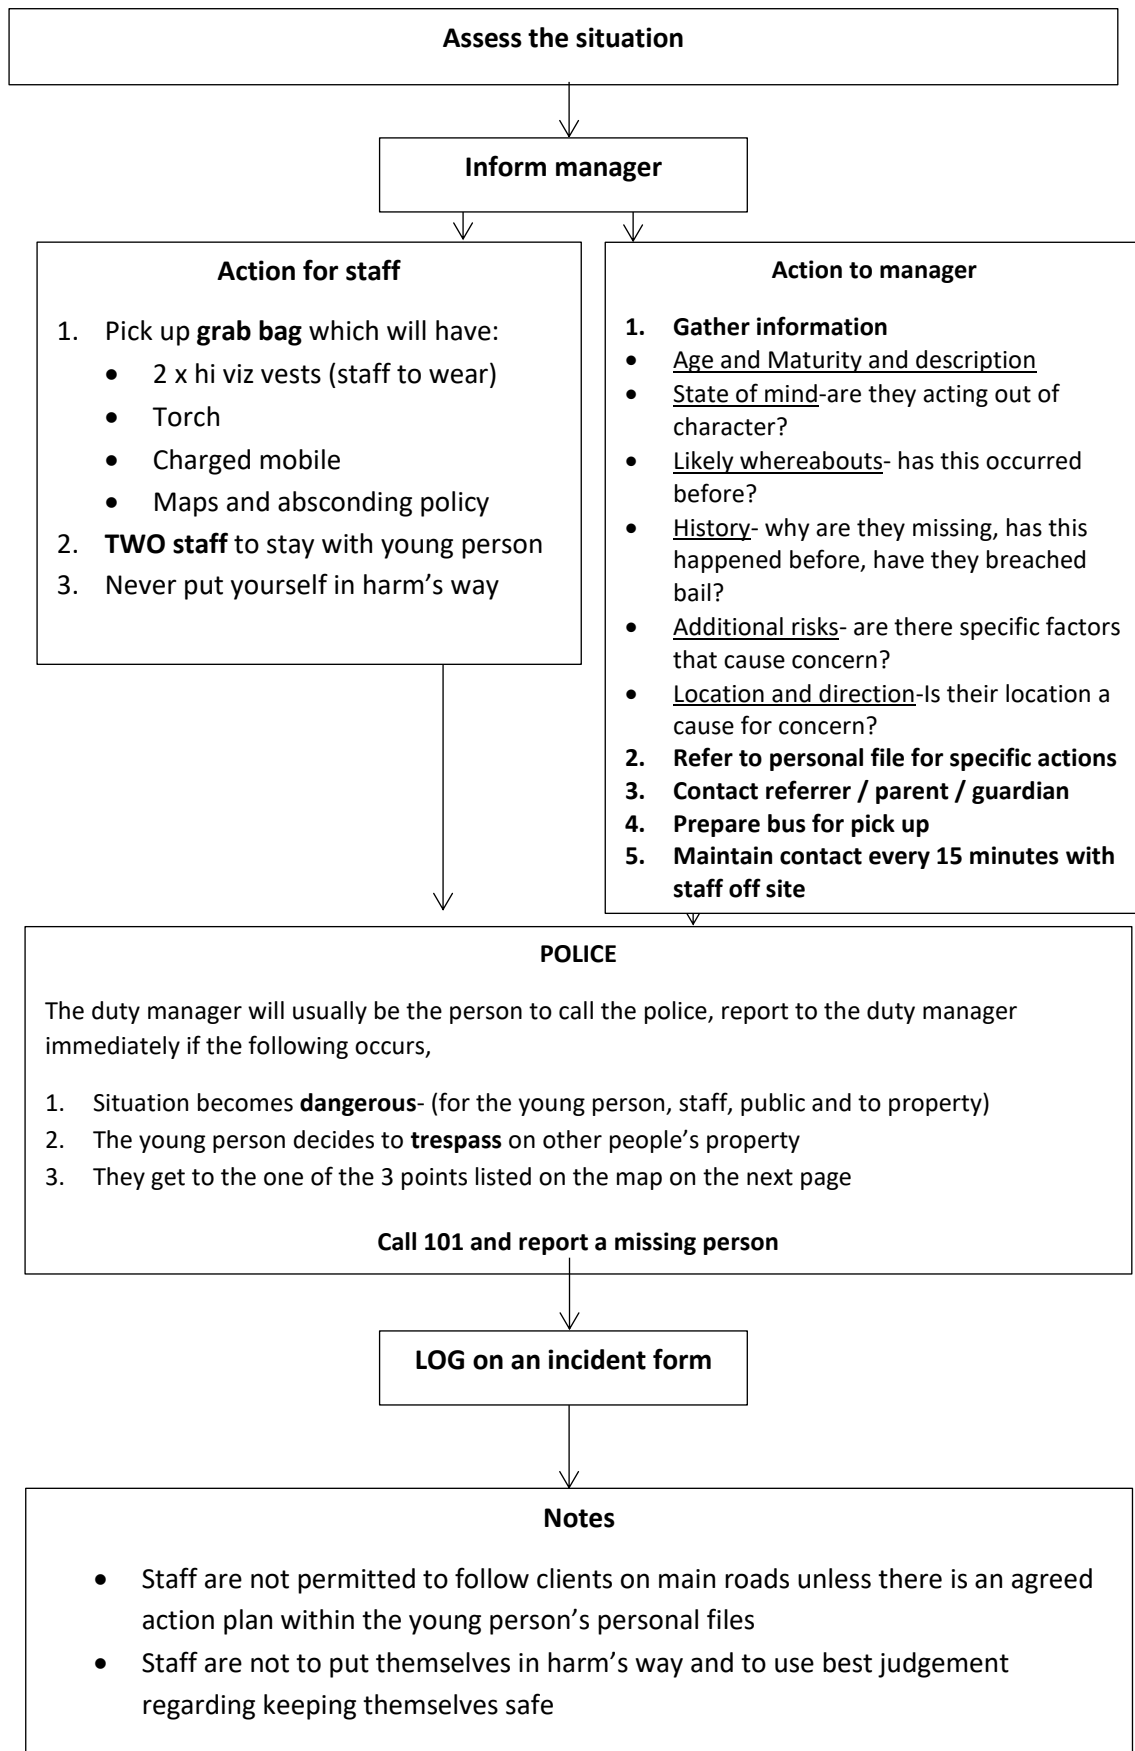 Assess the situation
Inform manager
Action for staff
1. Pick up grab bag which will have:
• 2 x hi viz vests (staff to wear)
• Torch
• Charged mobile
• Maps and absconding policy
2. TWO staff to stay with young person
3. Never put yourself in harm’s way
Action to manager
1. Gather information
• Age and Maturity and description
• State of mind-are they acting out of
character?
• Likely whereabouts- has this occurred
before?
• History- why are they missing, has this
happened before, have they breached
bail?
• Additional risks- are there specific factors
that cause concern?
• Location and direction-Is their location a
cause for concern?
2. Refer to personal file for specific actions
3. Contact referrer / parent / guardian
4. Prepare bus for pick up
5. Maintain contact every 15 minutes with
staff off site
POLICE
The duty manager will usually be the person to call the police, report to the duty manager
immediately if the following occurs,
1. Situation becomes dangerous- (for the young person, staff, public and to property)
2. The young person decides to trespass on other people’s property
3. They get to the one of the 3 points listed on the map on the next page
Call 101 and report a missing person
LOG on an incident form
Notes
• Staff are not permitted to follow clients on main roads unless there is an agreed
action plan within the young person’s personal files
• Staff are not to put themselves in harm’s way and to use best judgement
regarding keeping themselves safe